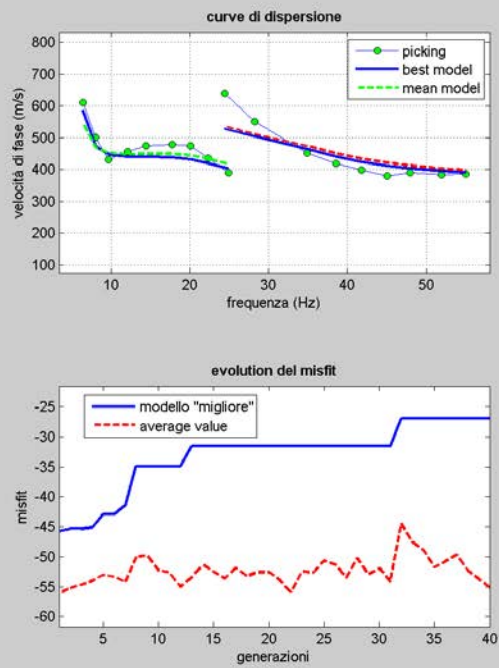 curve di dispersione
800
700
600
500
400
300
200
100
velocità di fase (m/s)
picking
best model
mean model
10 20 30 40 50
frequenza (Hz)
evolution del misfit
-25
-30
-35
-40
-45
-50
-55
-60
misfit
modello "migliore"
average value
5 10 15 20 25 30 35 40
generazioni